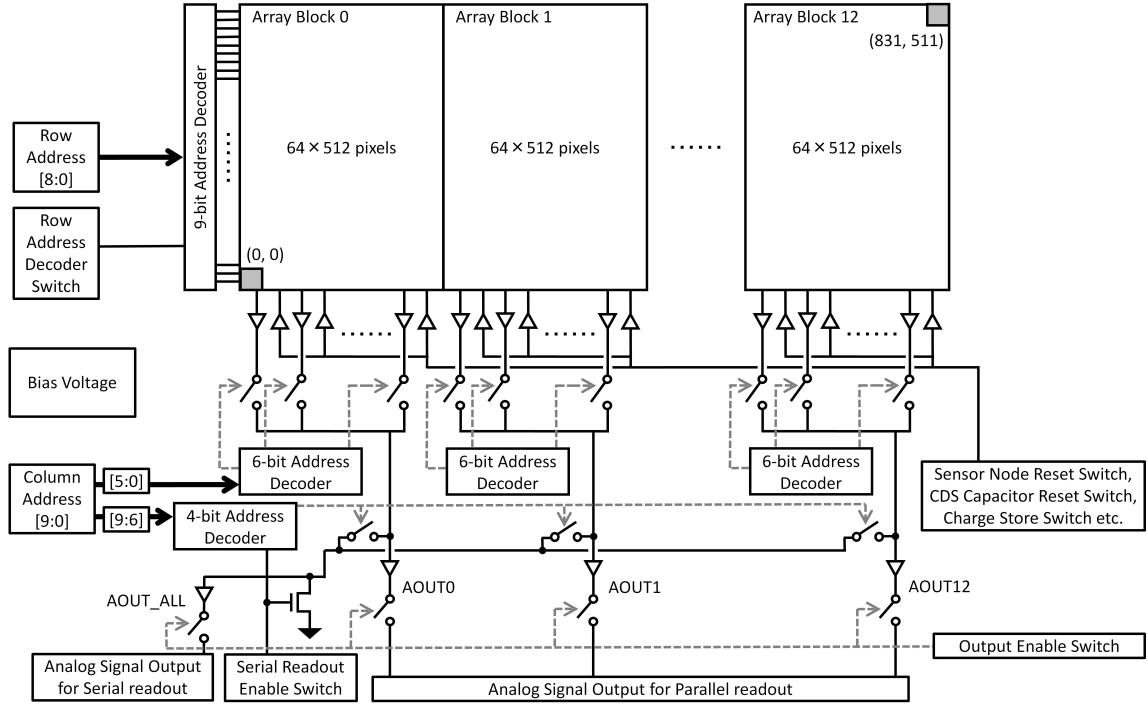 Array Block 0
Array Block 1
Array Block 12
(831, 511)
9-bit Address Decoder
Row
Address
[8:0]
64 × 512 pixels
64 × 512 pixels
64 × 512 pixels
Row
Address
Decoder
Switch
(0, 0)
Bias Voltage
Column
Address
[9:0]
[5:0]
[9:6]
6-bit Address
Decoder
6-bit Address
Decoder
6-bit Address
Decoder
4-bit Address
Decoder
Sensor Node Reset Switch,
CDS Capacitor Reset Switch,
Charge Store Switch etc.
AOUT_ALL
AOUT0
AOUT1
AOUT12
Output Enable Switch
Analog Signal Output
for Serial readout
Serial Readout
Enable Switch
Analog Signal Output for Parallel readout